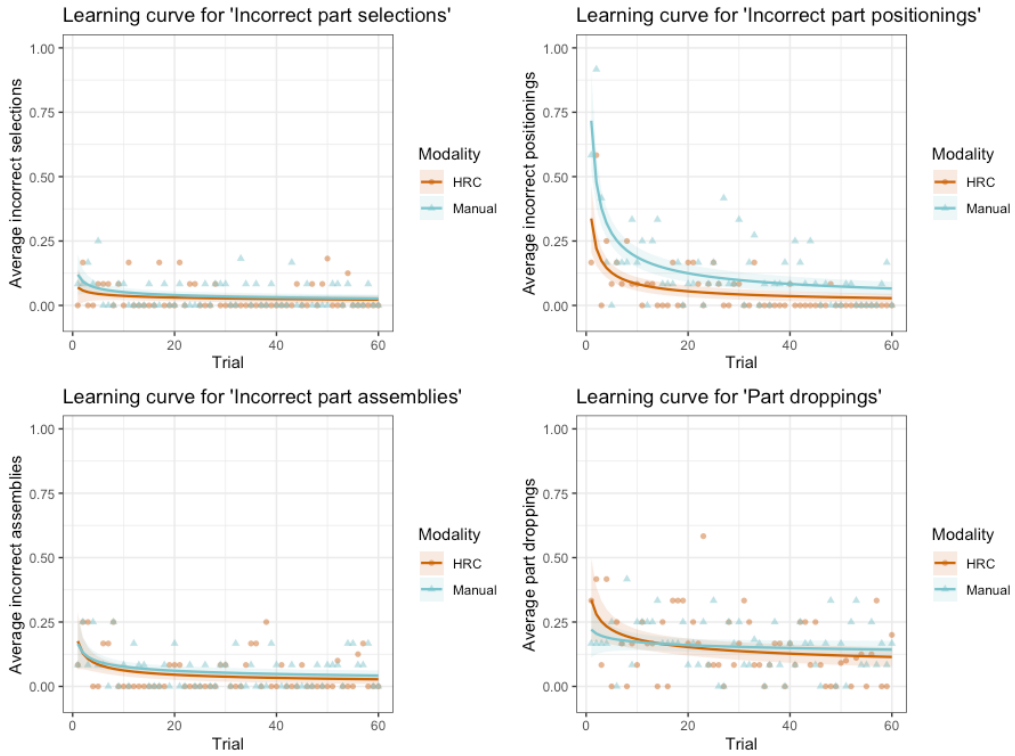 Learning curve for 'Incorrect part selections'
Average incorrect selections
1.00
0.75
0.50
0.25
0.00
0
20
40
60
Trial
Modality
HRC
Manual
Learning curve for 'Incorrect part positionings'
Average incorrect positionings
1.00
0.75
0.50
0.25
0.00
0
20
40
60
Trial
Modality
HRC
Manual
Learning curve for 'Incorrect part assemblies'
Average incorrect assemblies
1.00
0.75
0.50
0.25
0.00
0
20
40
60
Trial
Modality
HRC
Manual
Learning curve for 'Part droppings'
Average part droppings
1.00
0.75
0.50
0.25
0.00
0
20
40
60
Trial
Modality
HRC
Manual